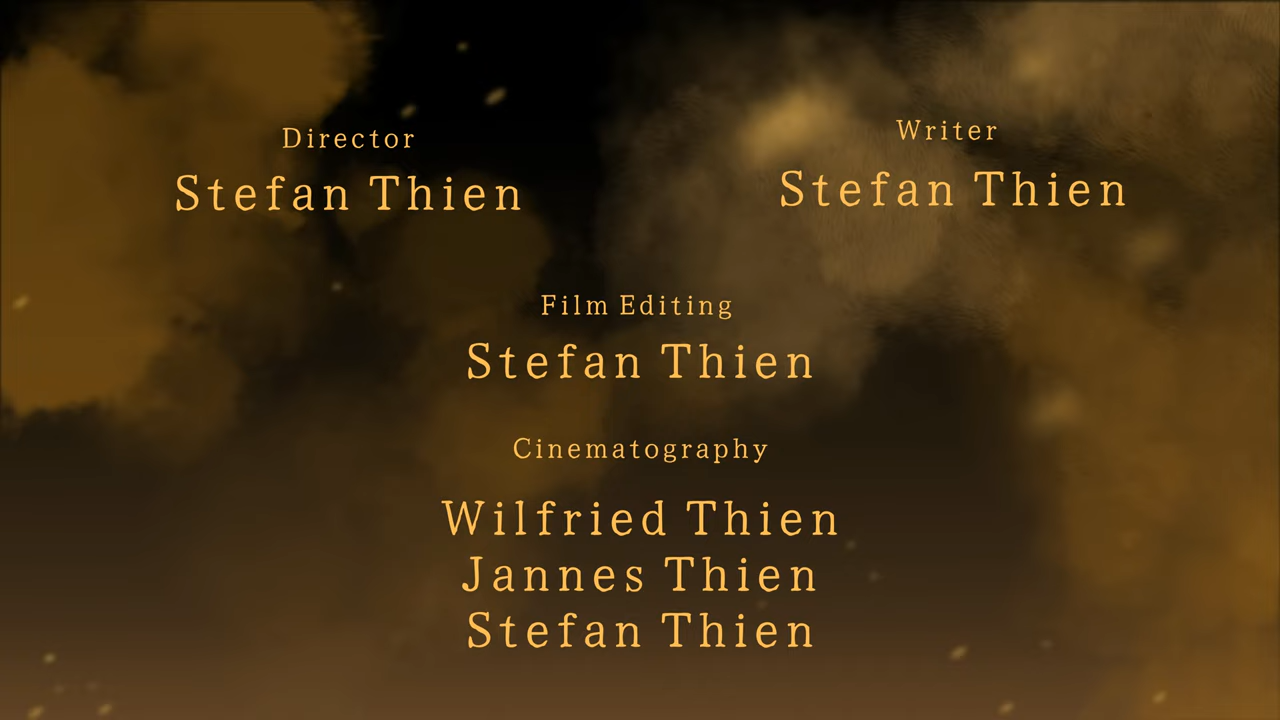 Director
Stefan Thien
Writer
Stefan Thien
Film Editing
Stefan Thien
Cinematography
Wilfried Thien
Jannes Thien
Stefan Thien